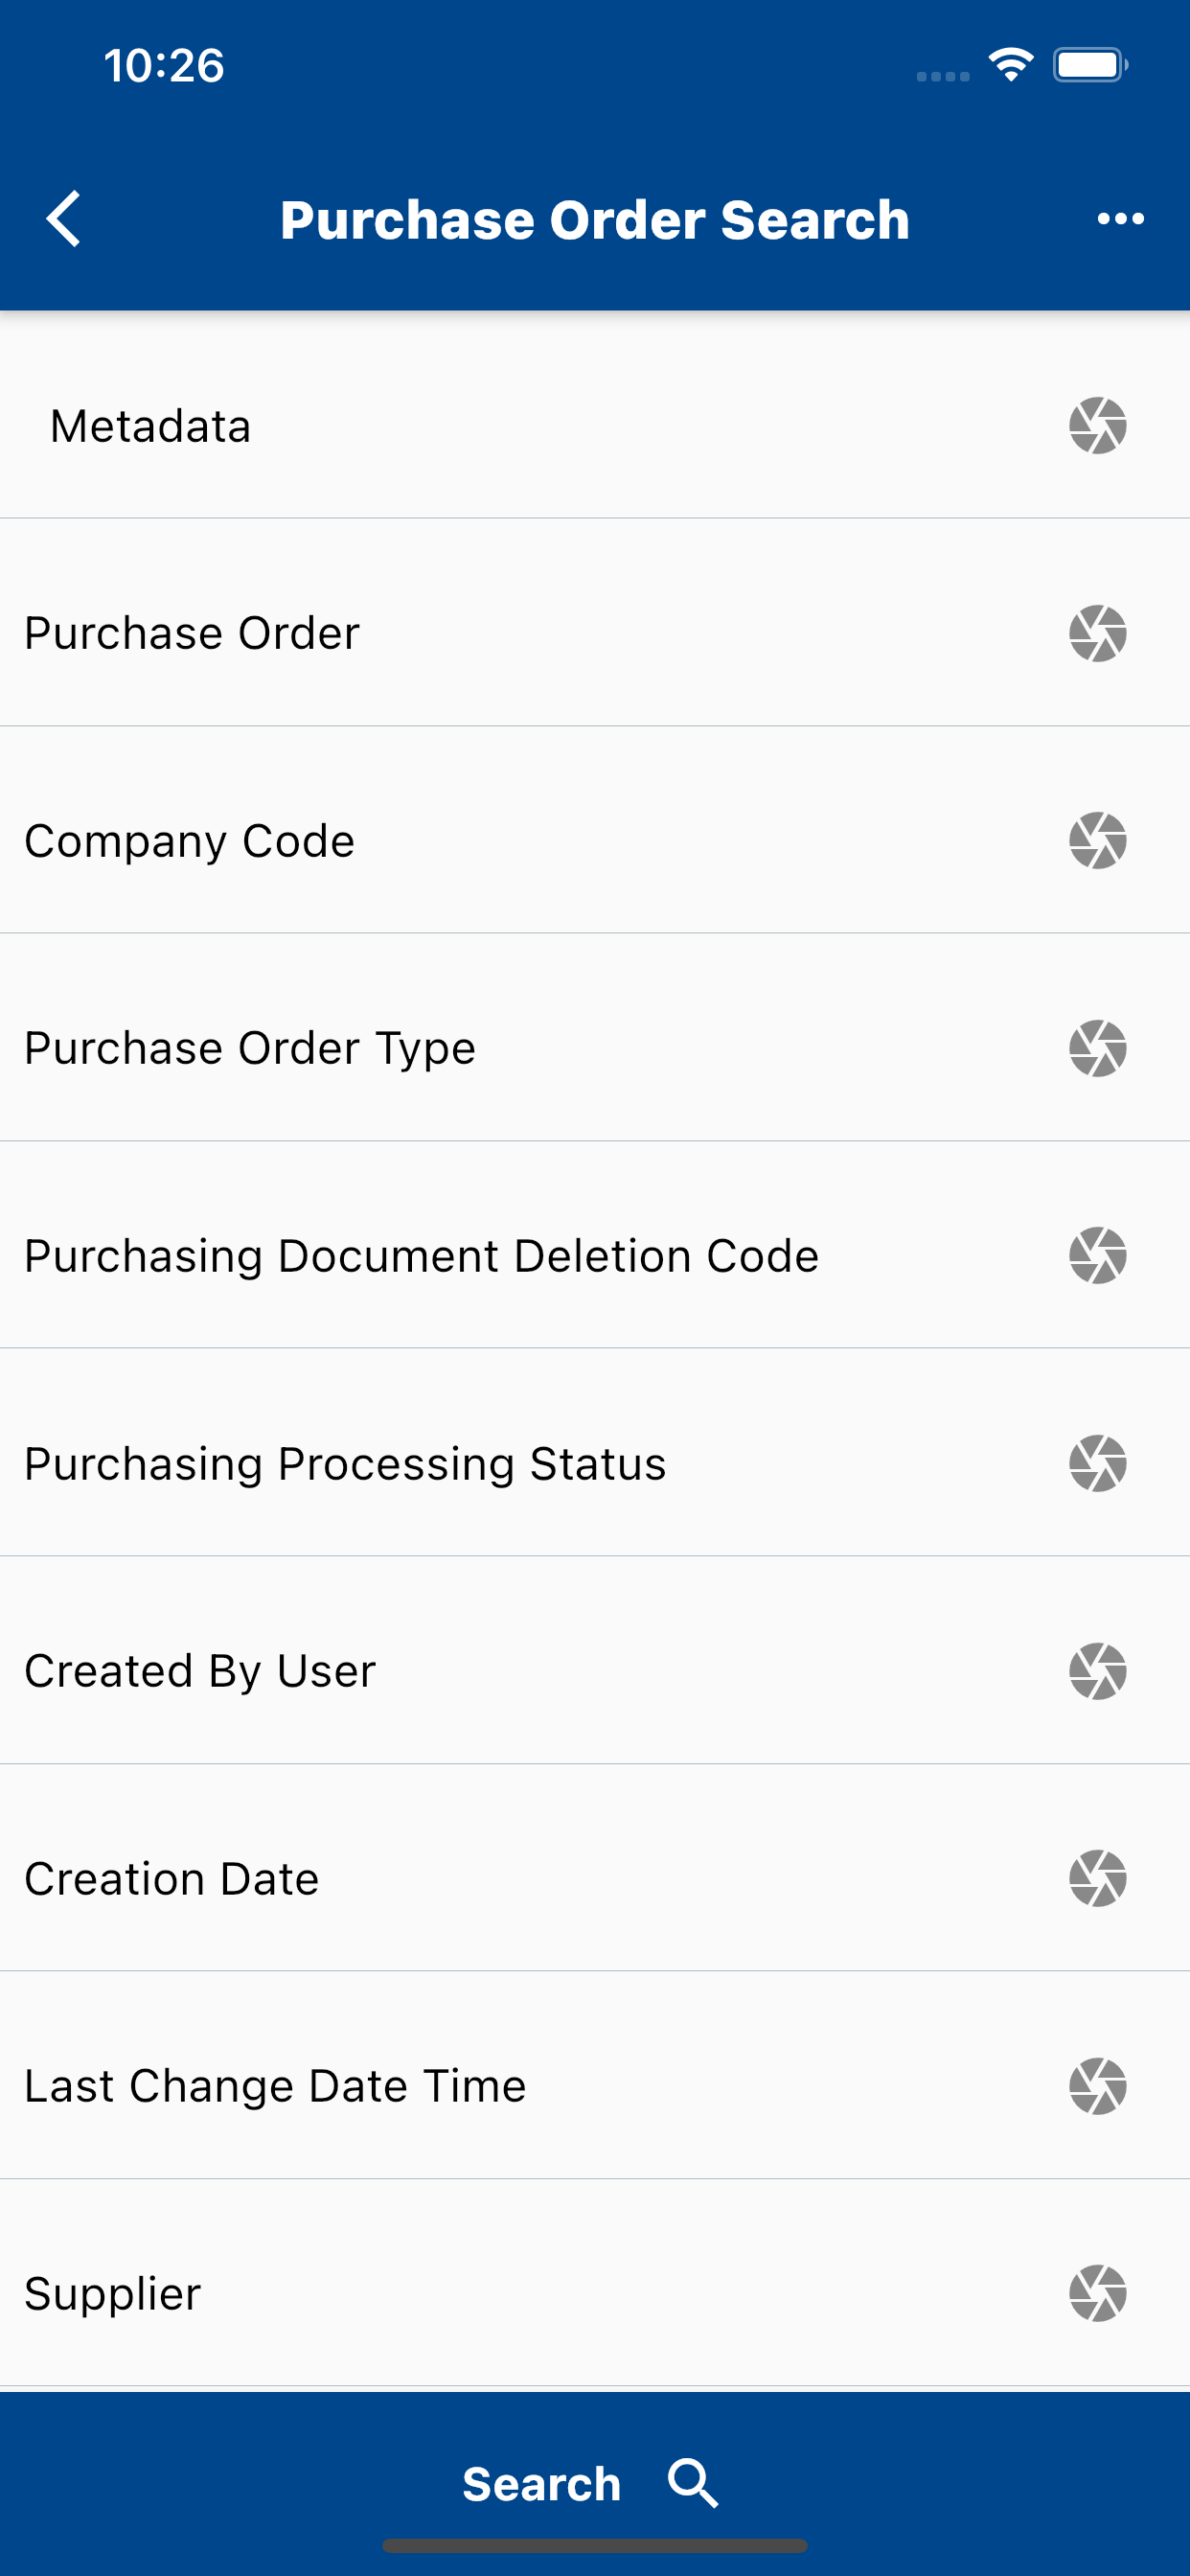 10:26
Purchase Order Search
Metadata
Purchase Order
Company Code
Purchase Order Type
Purchasing Document Deletion Code
Purchasing Processing Status
Created By User
Creation Date
Last Change Date Time
Supplier
Search